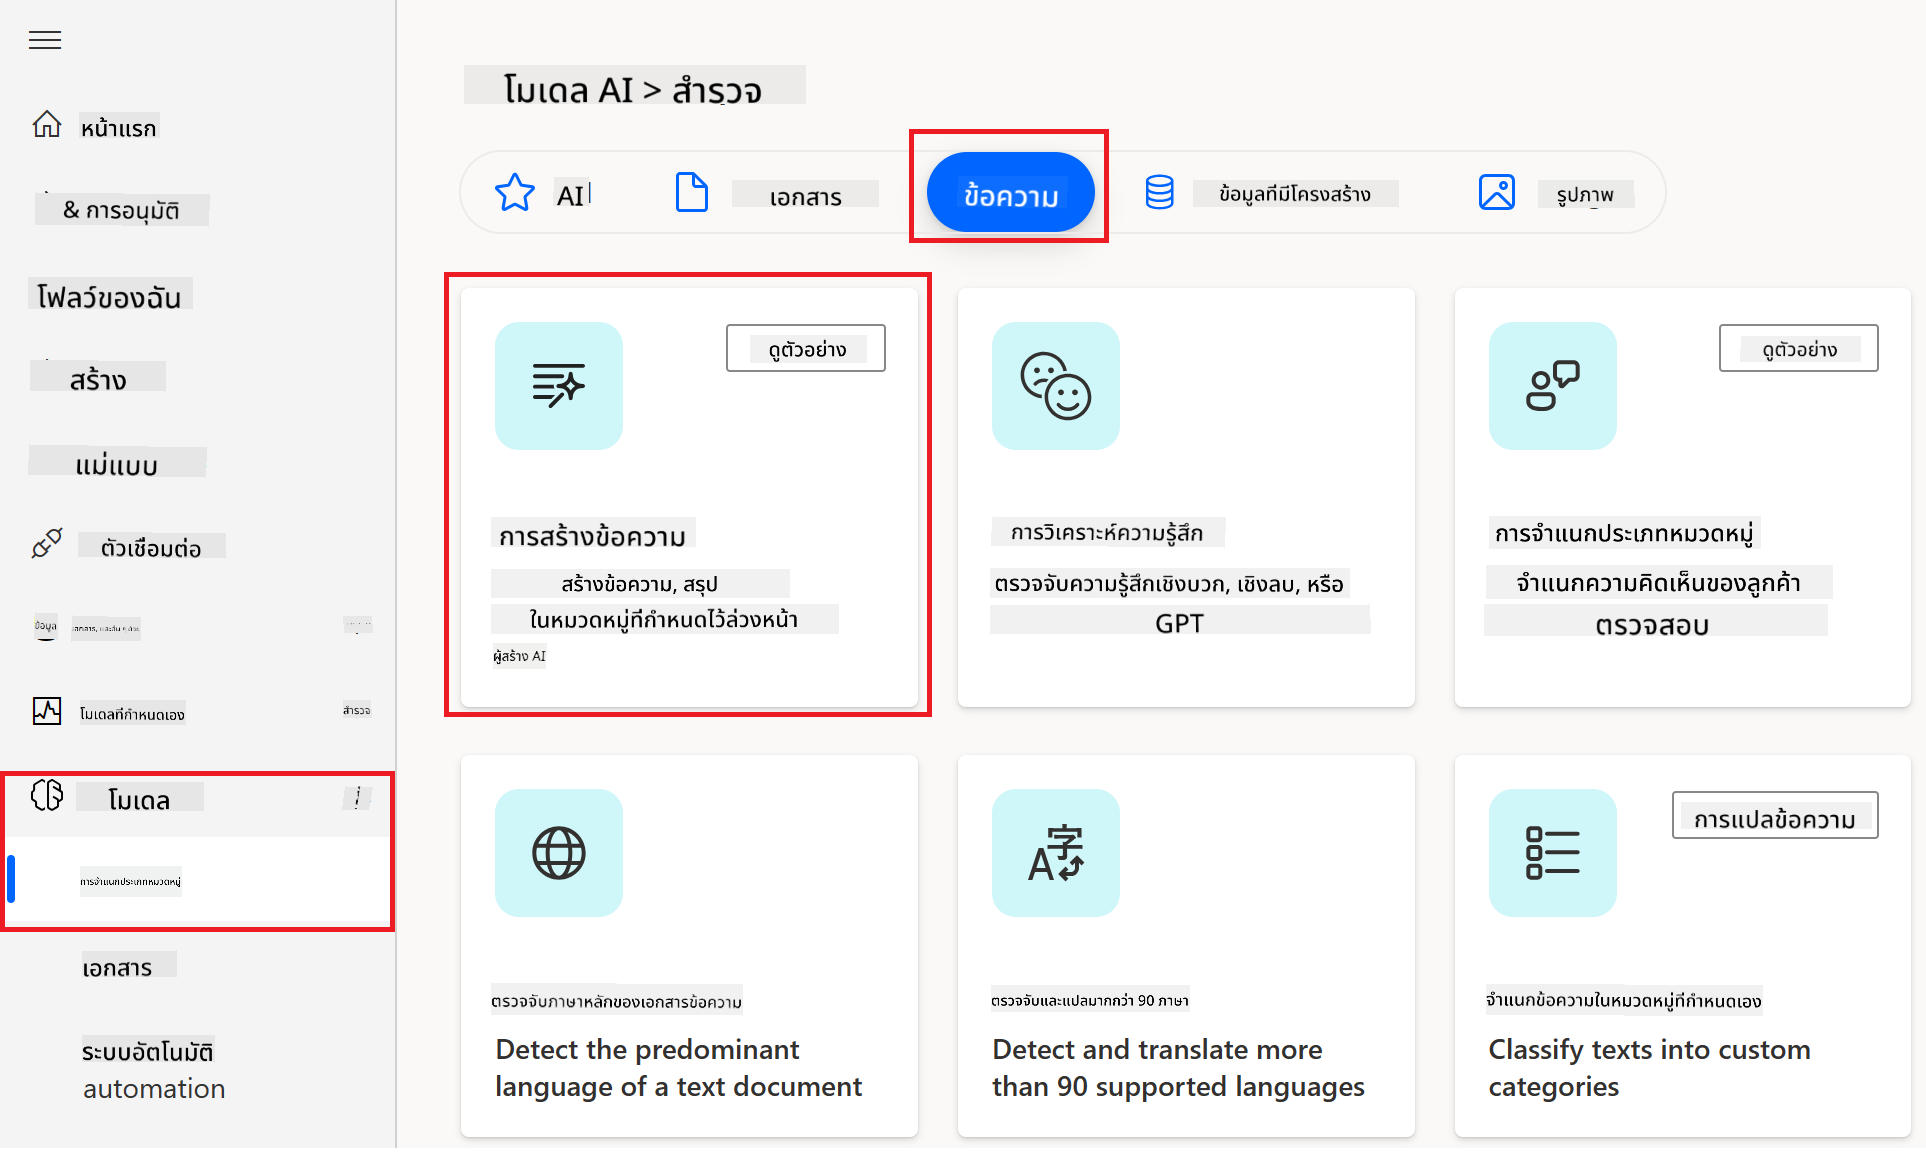 หน้าแรก
& การอนุมัติ
โฟลว์ของฉัน
สร้าง
แม่แบบ
ตัวเชื่อมต่อ
ข้อมูล
เอกสาร, และอื่น ๆ ด้วย
โมเดลที่กำหนดเอง
สำรวจ
โมเดล
การจำแนกประเภทหมวดหมู่
เอกสาร
ระบบอัตโนมัติ
automation
โมเดล AI > สำรวจ
AI
เอกสาร
ข้อความ
ข้อมูลที่มีโครงสร้าง
รูปภาพ
ดูตัวอย่าง
การสร้างข้อความ
สร้างข้อความ, สรุป
ในหมวดหมู่ที่กำหนดไว้ล่วงหน้า
ผู้สร้าง AI
การวิเคราะห์ความรู้สึก
ตรวจจับความรู้สึกเชิงบวก, เชิงลบ, หรือ
GPT
ดูตัวอย่าง
การจำแนกประเภทหมวดหมู่
จำแนกความคิดเห็นของลูกค้า
ตรวจสอบ
ตรวจจับภาษาหลักของเอกสารข้อความ
Detect the predominant
language of a text document
ตรวจจับและแปลมากกว่า 90 ภาษา
Detect and translate more
than 90 supported languages
การแปลข้อความ
จำแนกข้อความในหมวดหมู่ที่กำหนดเอง
Classify texts into custom
categories